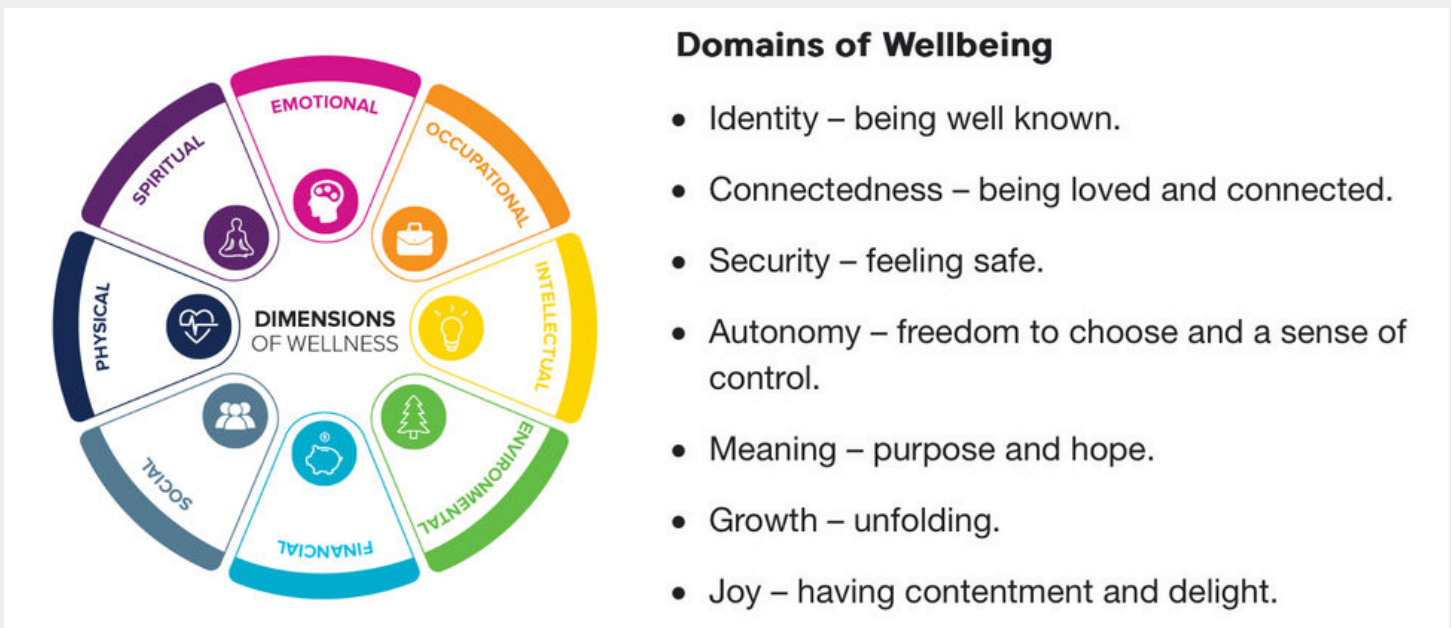 EMOTIONAL
OCCUPATIONAL
INTELLECTUAL
ENVIRONMENTAL
FINANCIAL
SOCIAL
PHYSICAL
SPIRITUAL
DIMENSIONS
OF WELLNESS
$
Domains of Wellbeing
• Identity – being well known.
• Connectedness – being loved and connected.
• Security – feeling safe.
• Autonomy – freedom to choose and a sense of
control.
• Meaning – purpose and hope.
• Growth – unfolding.
• Joy – having contentment and delight.